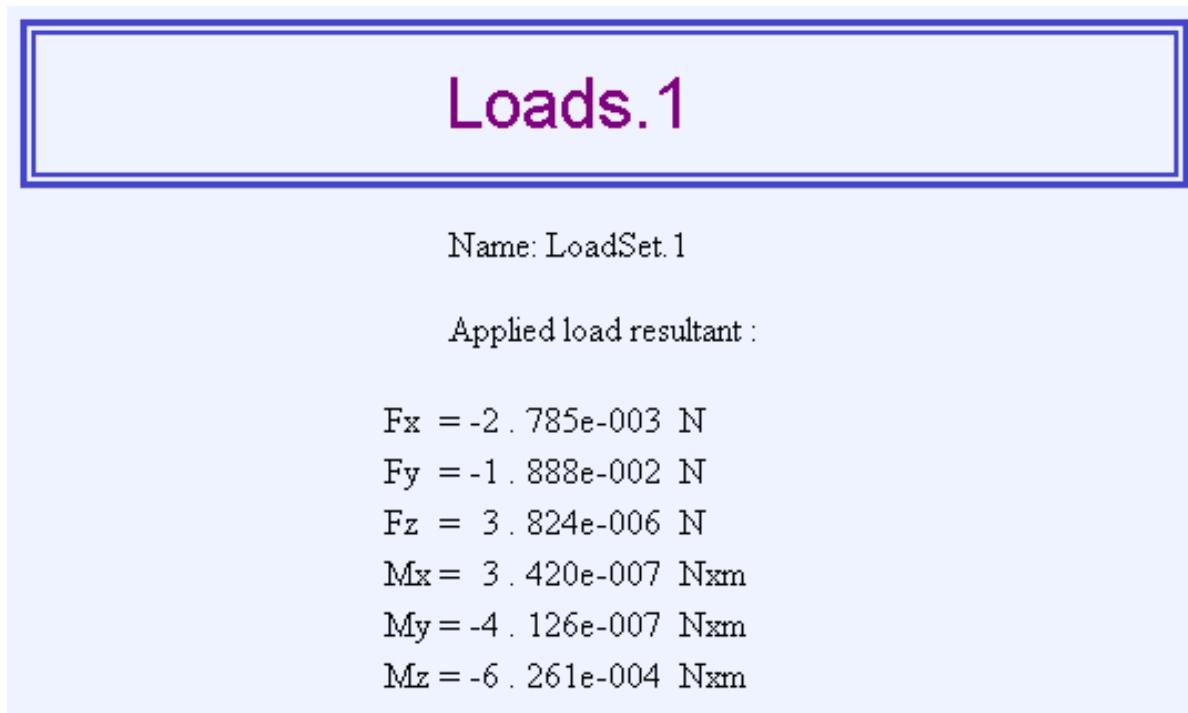 Loads.1
Name: LoadSet.1
Applied load resultant :
Fx = -2 . 785e-003 N
Fy = -1 . 888e-002 N
Fz = 3 . 824e-006 N
Mx = 3 . 420e-007 Nxm
My = -4 . 126e-007 Nxm
Mz = -6 . 261e-004 Nxm